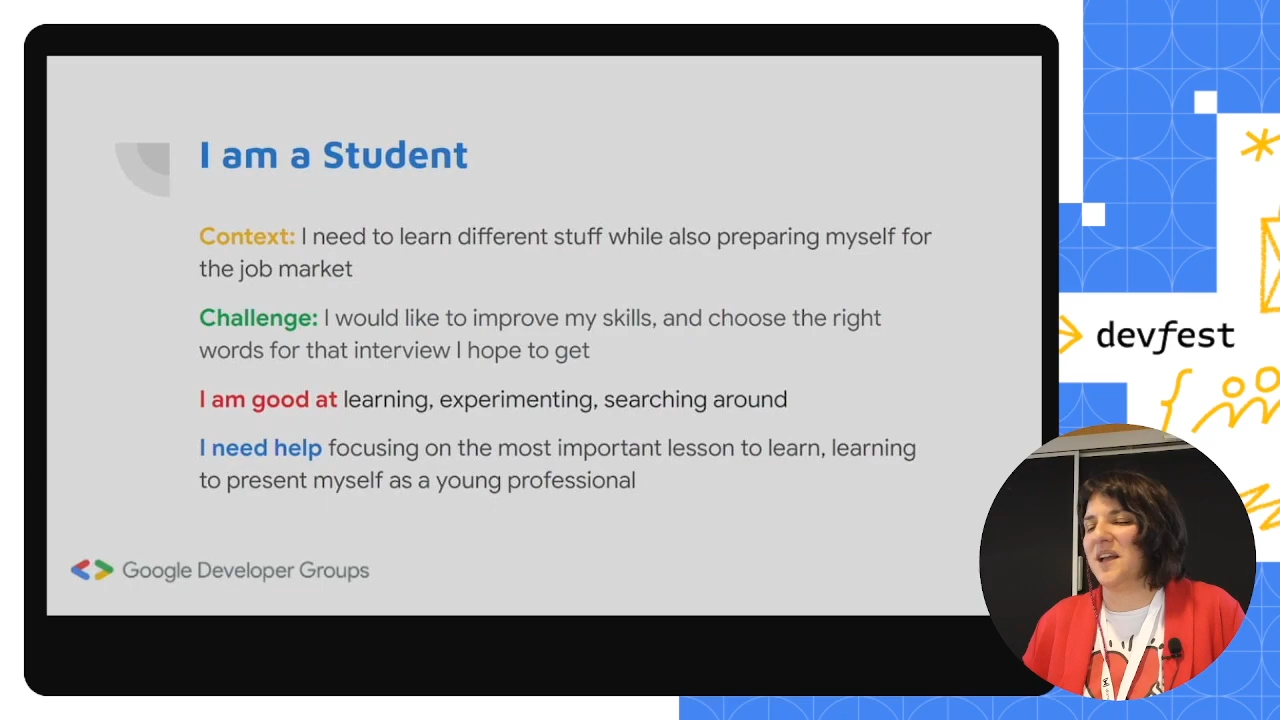 I am a Student
Context: I need to learn different stuff while also preparing myself for
the job market
Challenge: I would like to improve my skills, and choose the right
words for that interview I hope to get
I am good at learning, experimenting, searching around
I need help focusing on the most important lesson to learn, learning
to present myself as a young professional
Google Developer Groups
devfest